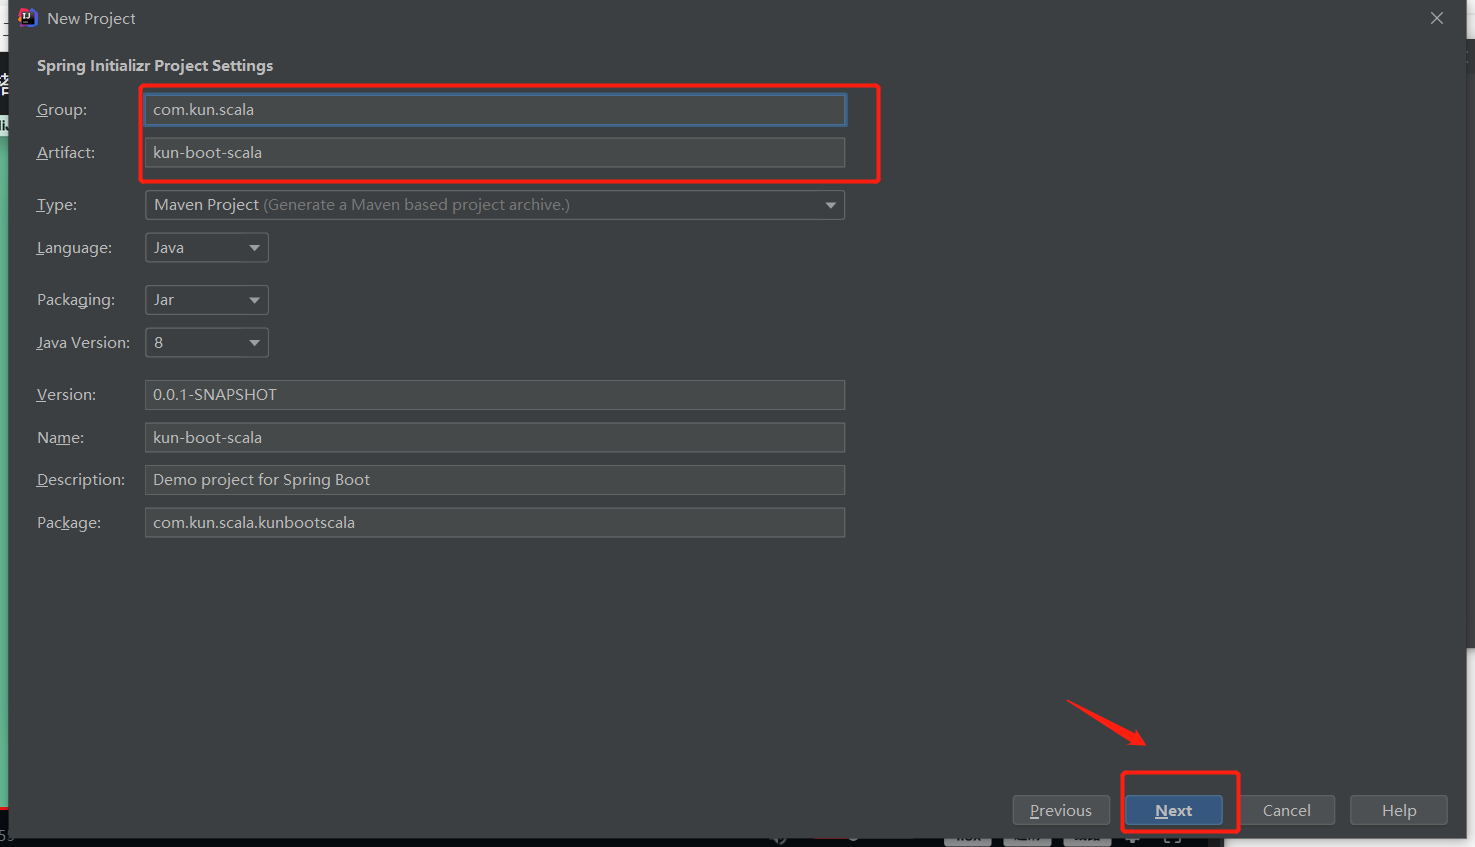 New Project
Spring Initializr Project Settings
Group: com.kun.scala
Artifact: kun-boot-scala
Type: Maven Project (Generate a Maven based project archive.)
Language: Java
Packaging: Jar
Java Version: 8
Version: 0.0.1-SNAPSHOT
Name: kun-boot-scala
Description: Demo project for Spring Boot
Package: com.kun.scala.kunbootscala
Previous Next Cancel Help